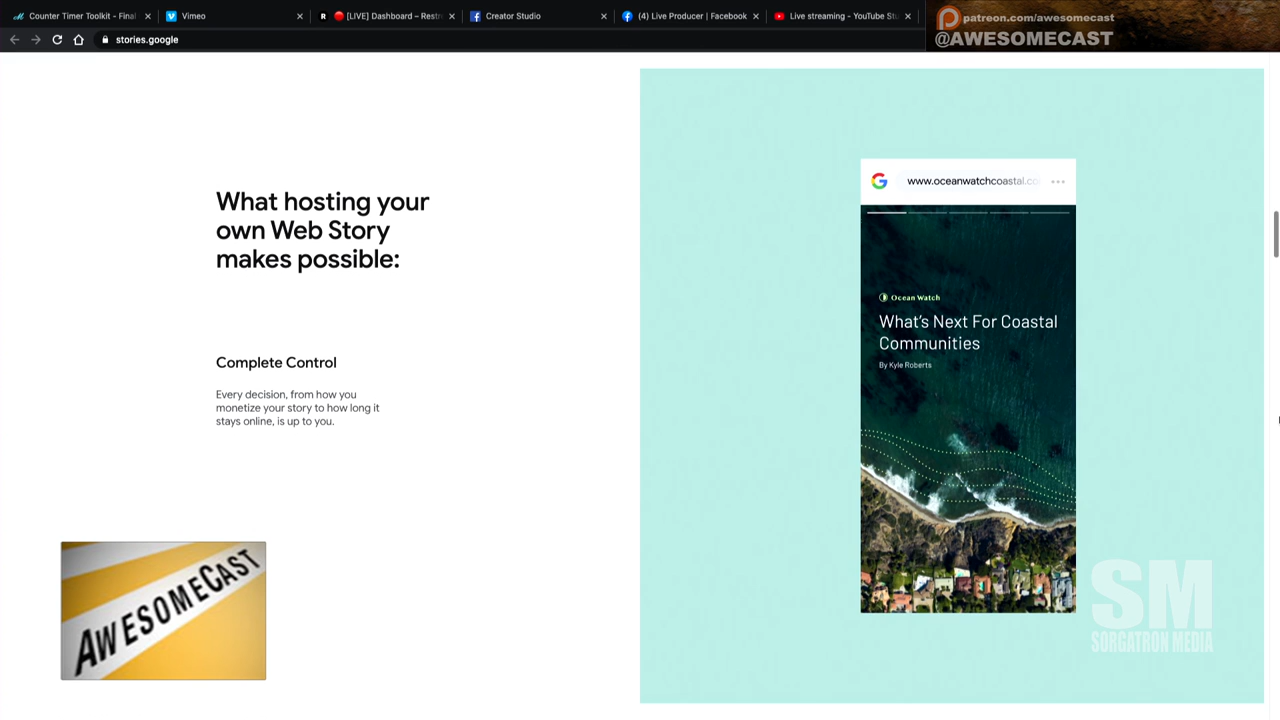 Counter Timer Toolkit - Final
Vimeo
[LIVE] Dashboard – Restr
Creator Studio
(4) Live Producer | Facebook
Live streaming - YouTube Stu
patreon.com/awesomecast
@AWESOMECAST
stories.google
What hosting your
own Web Story
makes possible:
Complete Control
Every decision, from how you
monetize your story to how long it
stays online, is up to you.
www.oceanwatchcoastal.co
Ocean Watch
What's Next For Coastal
Communities
By Kyle Roberts
AWESOMECAST
SM
SORGATRON MEDIA